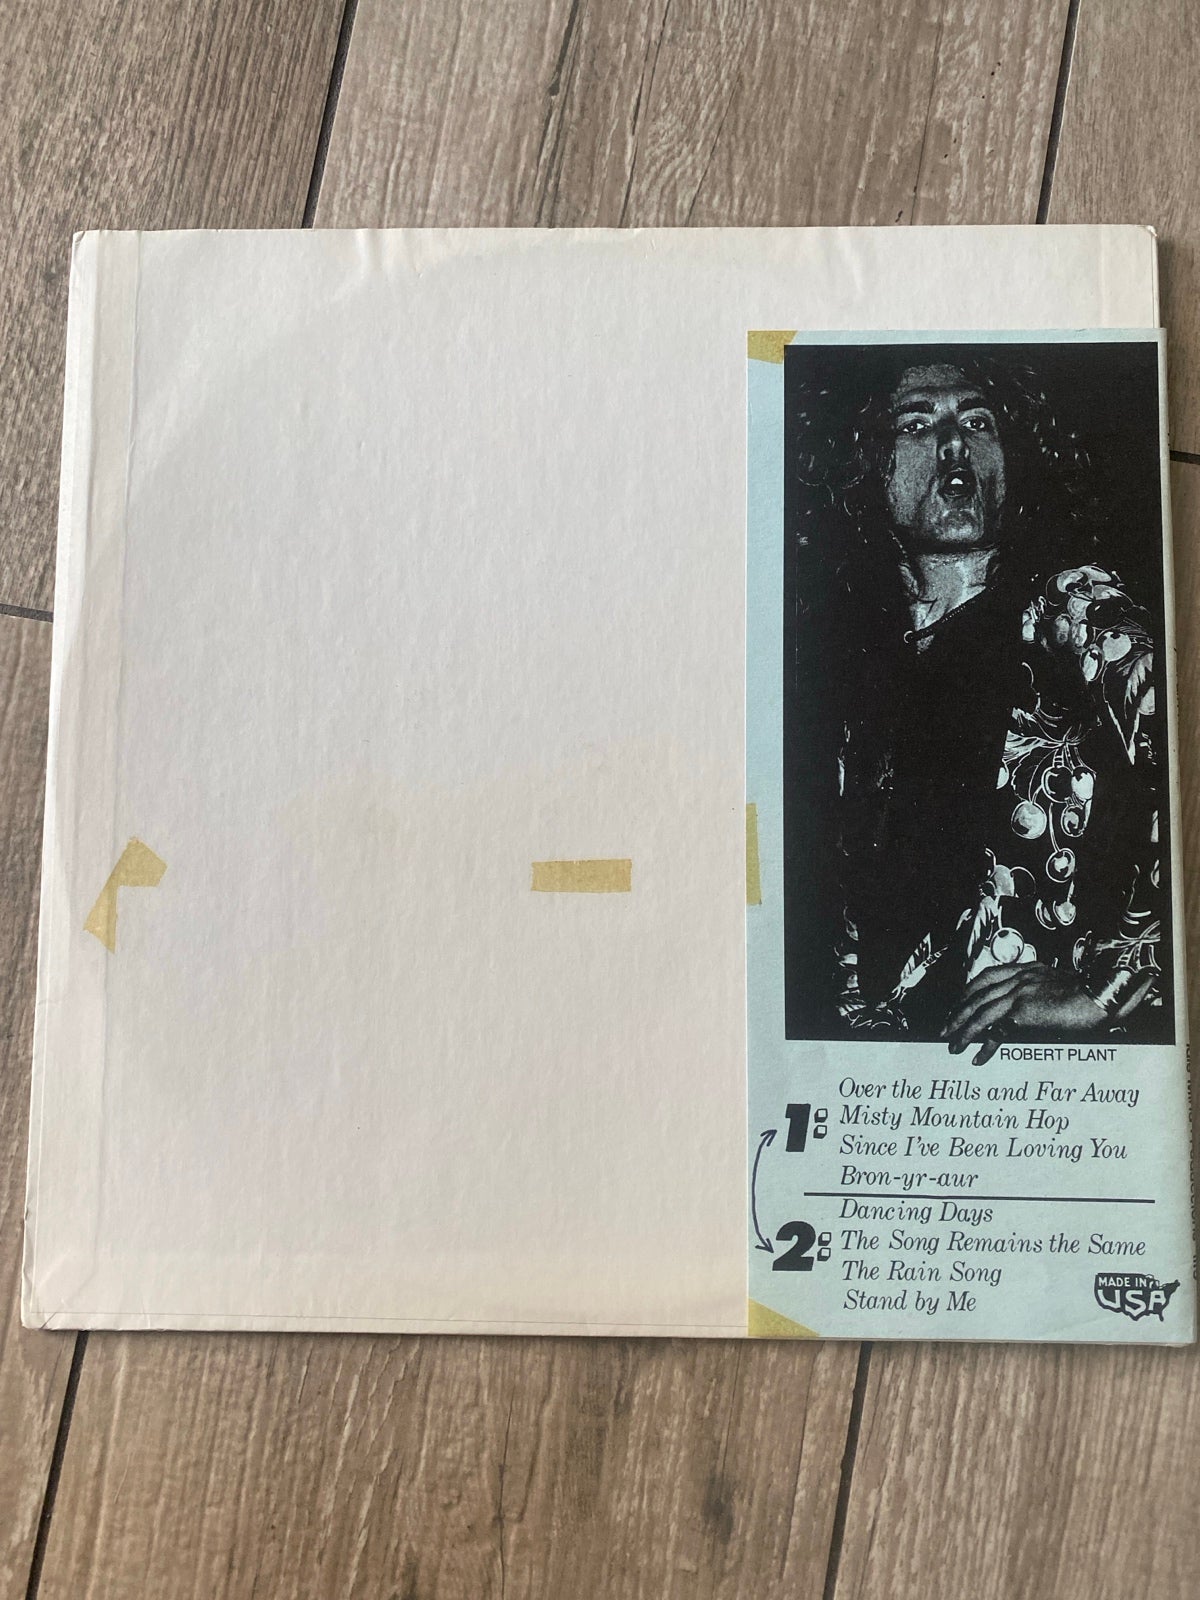 ROBERT PLANT
1:
Over the Hills and Far Away
Misty Mountain Hop
Since I've Been Loving You
Bron-yr-aur
2:
Dancing Days
The Song Remains the Same
The Rain Song
Stand by Me
MADE IN
USA